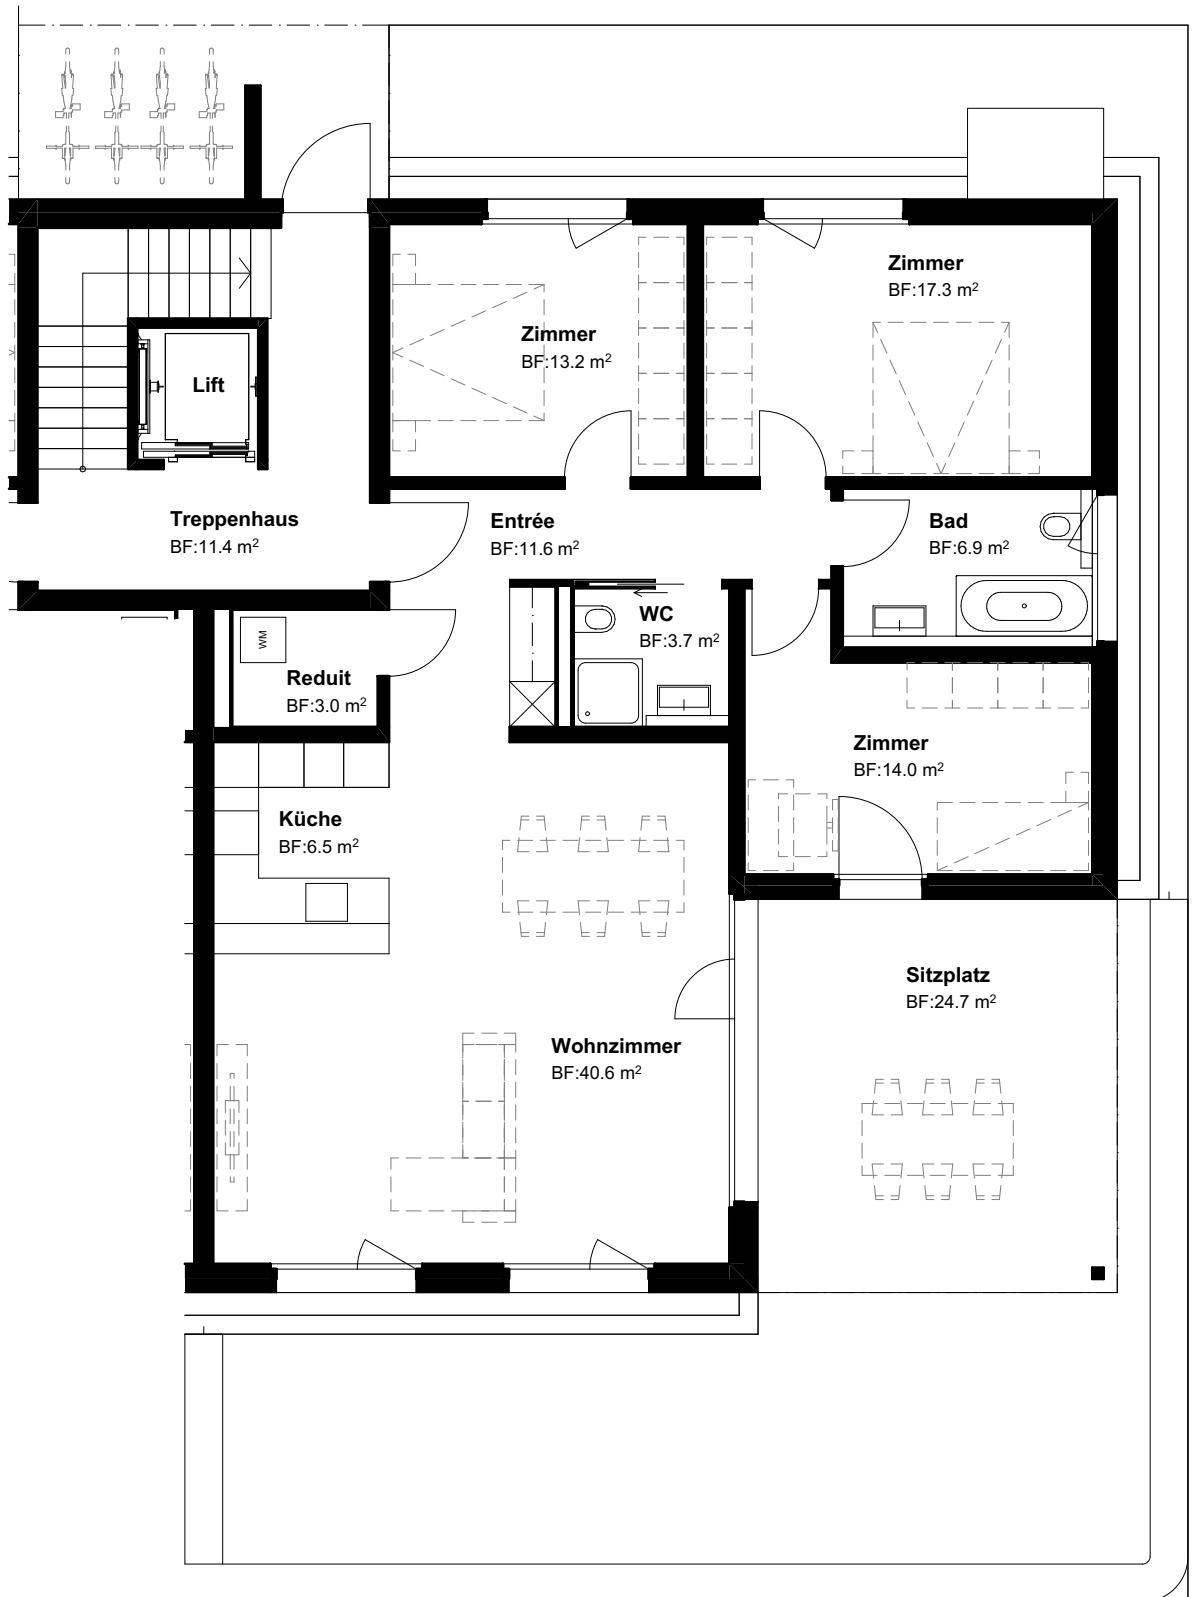 Zimmer
BF:17.3 m²
Zimmer
BF:13.2 m²
Lift
Treppenhaus
BF:11.4 m²
Entrée
BF:11.6 m²
Bad
BF:6.9 m²
WC
BF:3.7 m²
WM
Reduit
BF:3.0 m²
Zimmer
BF:14.0 m²
Küche
BF:6.5 m²
Sitzplatz
BF:24.7 m²
Wohnzimmer
BF:40.6 m²